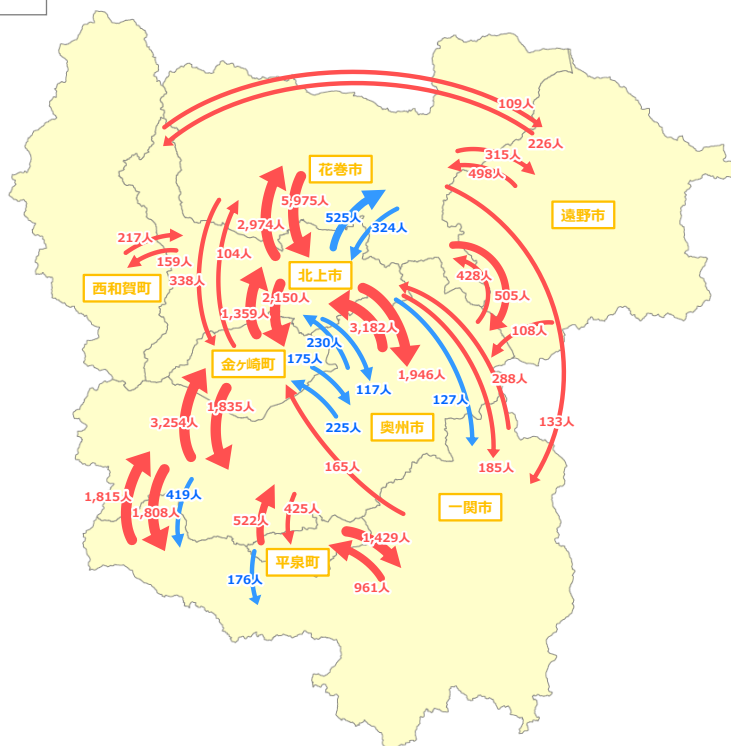 109人
226人
315人
498人
花巻市
遠野市
5,975人
2,974人
525人
324人
217人
159人
104人
338人
西和賀町
北上市
428人
505人
2,150人
1,359人
3,182人
108人
230人
175人
金ヶ崎町
1,946人
288人
117人
127人
1,835人
3,254人
225人
奥州市
133人
165人
185人
1,815人
419人
1,808人
425人
522人
一関市
1,429人
平泉町
176人
961人